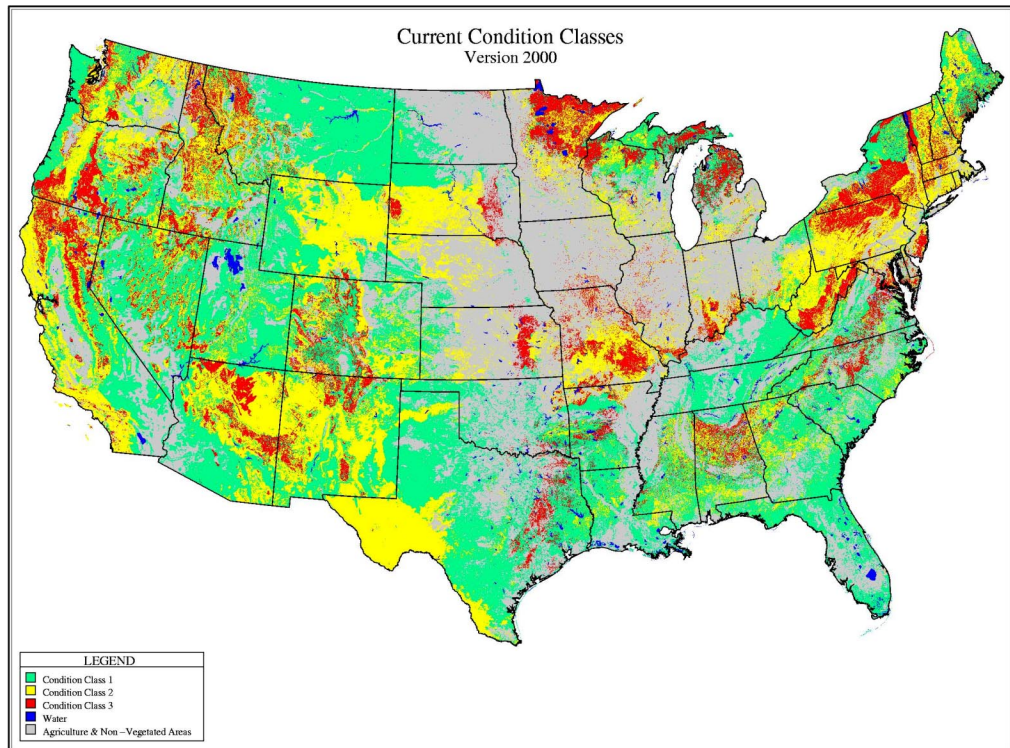 Current Condition Classes
Version 2000
LEGEND
Condition Class 1
Condition Class 2
Condition Class 3
Water
Agriculture & Non-Vegetated Areas